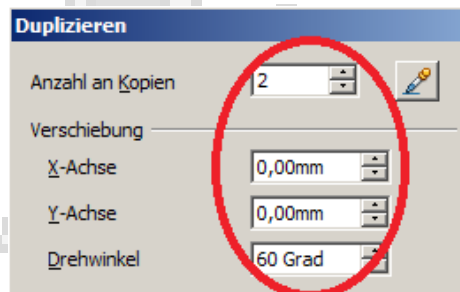 Duplizieren
Anzahl an Kopien 2
Verschiebung
X-Achse 0,00mm
Y-Achse 0,00mm
Drehwinkel 60 Grad